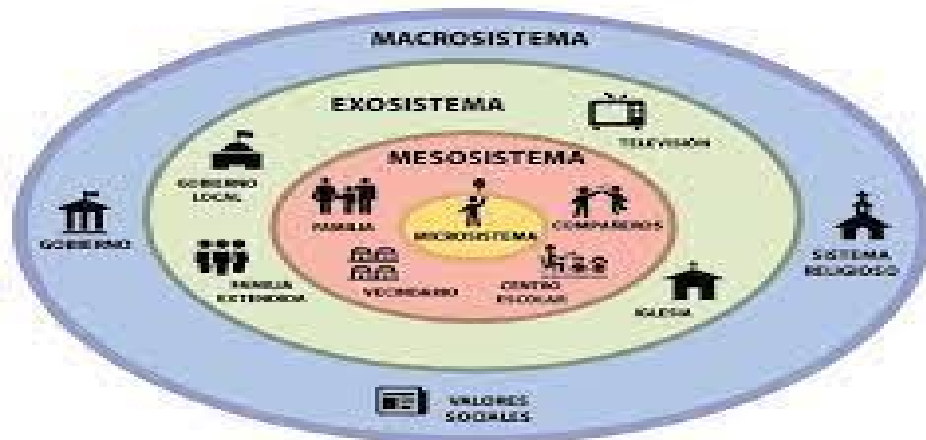 MACROSISTEMA
EXOSISTEMA
TELEVISIÓN
MESOSISTEMA
GOBIERNO
LOCAL
FAMILIA
MICROSISTEMA
COMPAÑEROS
GOBIERNO
SISTEMA
RELIGIOSO
FAMILIA
EXTENDIDA
VECINDARIO
CENTRO
ESCOLAR
IGLESIA
VALORES
SOCIALES